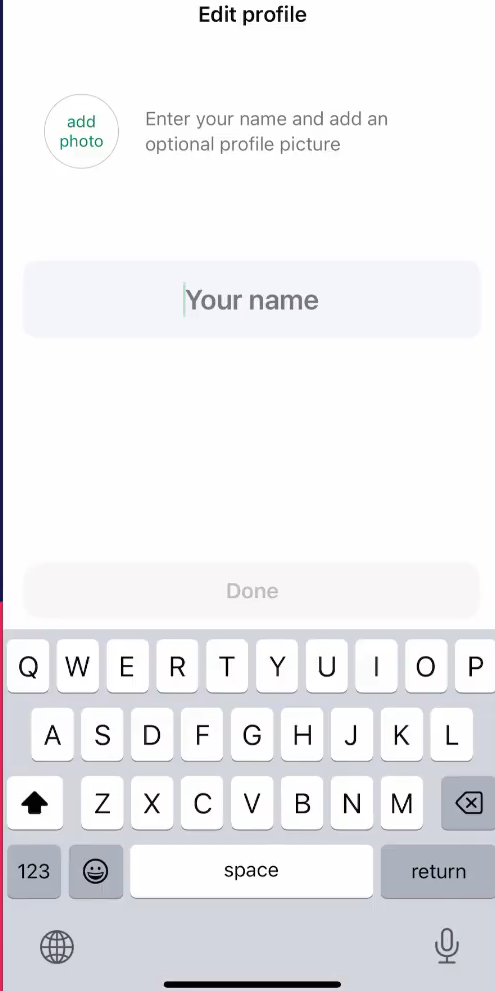 Edit profile
add
photo
Enter your name and add an
optional profile picture
Your name
Done
Q W E R T Y U I O P
A S D F G H J K L
Z X C V B N M
123 space return